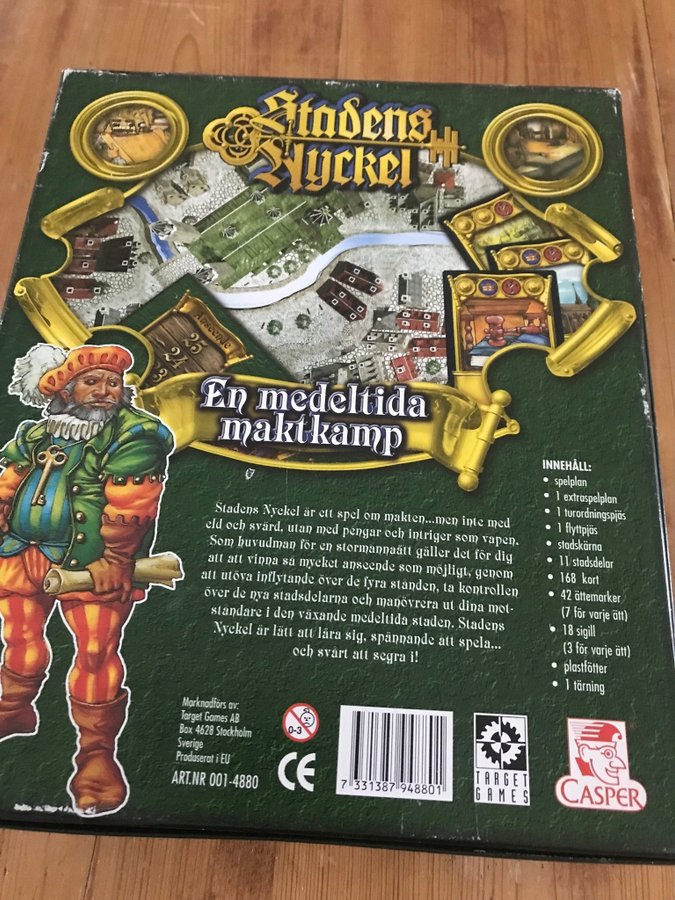 Stadens
Nyckel
Anseende
25
25
En medeltida
maktkamp
Stadens Nyckel är ett spel om makten...men inte med
eld och svärd, utan med pengar och intriger som vapen.
Som huvudman för en stormannaätt gäller det för dig
att att vinna så mycket anseende som möjligt, genom
att utöva inflytande över de fyra stånden, ta kontrollen
över de nya stadsdelarna och manövrera ut dina mot-
ståndare i den växande medeltida staden. Stadens
Nyckel är lätt att lära sig, spännande att spela...
och svårt att segra i!
INNEHÅLL:
• spelplan
• 1 extraspelplan
• 1 turordningspjäs
• 1 flyttpjäs
• stadskärna
• 11 stadsdelar
• 168 kort
• 42 ättemarker
(7 för varje ätt)
• 18 sigill
(3 för varje ätt)
• plastfötter
• 1 tärning
Marknadförs av:
Target Games AB
Box 4628 Stockholm
Sverige
Producerat i EU
ART.NR 001-4880
0-3
CE
7 331387 948801
TARGET
GAMES
CASPER